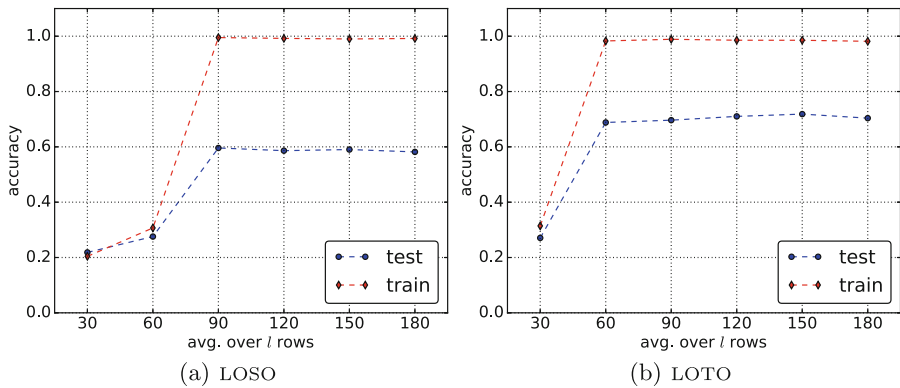 1.0
0.8
0.6
0.4
0.2
0.0
accuracy
30 60 90 120 150 180
avg. over l rows
test
train
(a) LOSO
1.0
0.8
0.6
0.4
0.2
0.0
accuracy
30 60 90 120 150 180
avg. over l rows
test
train
(b) LOTO